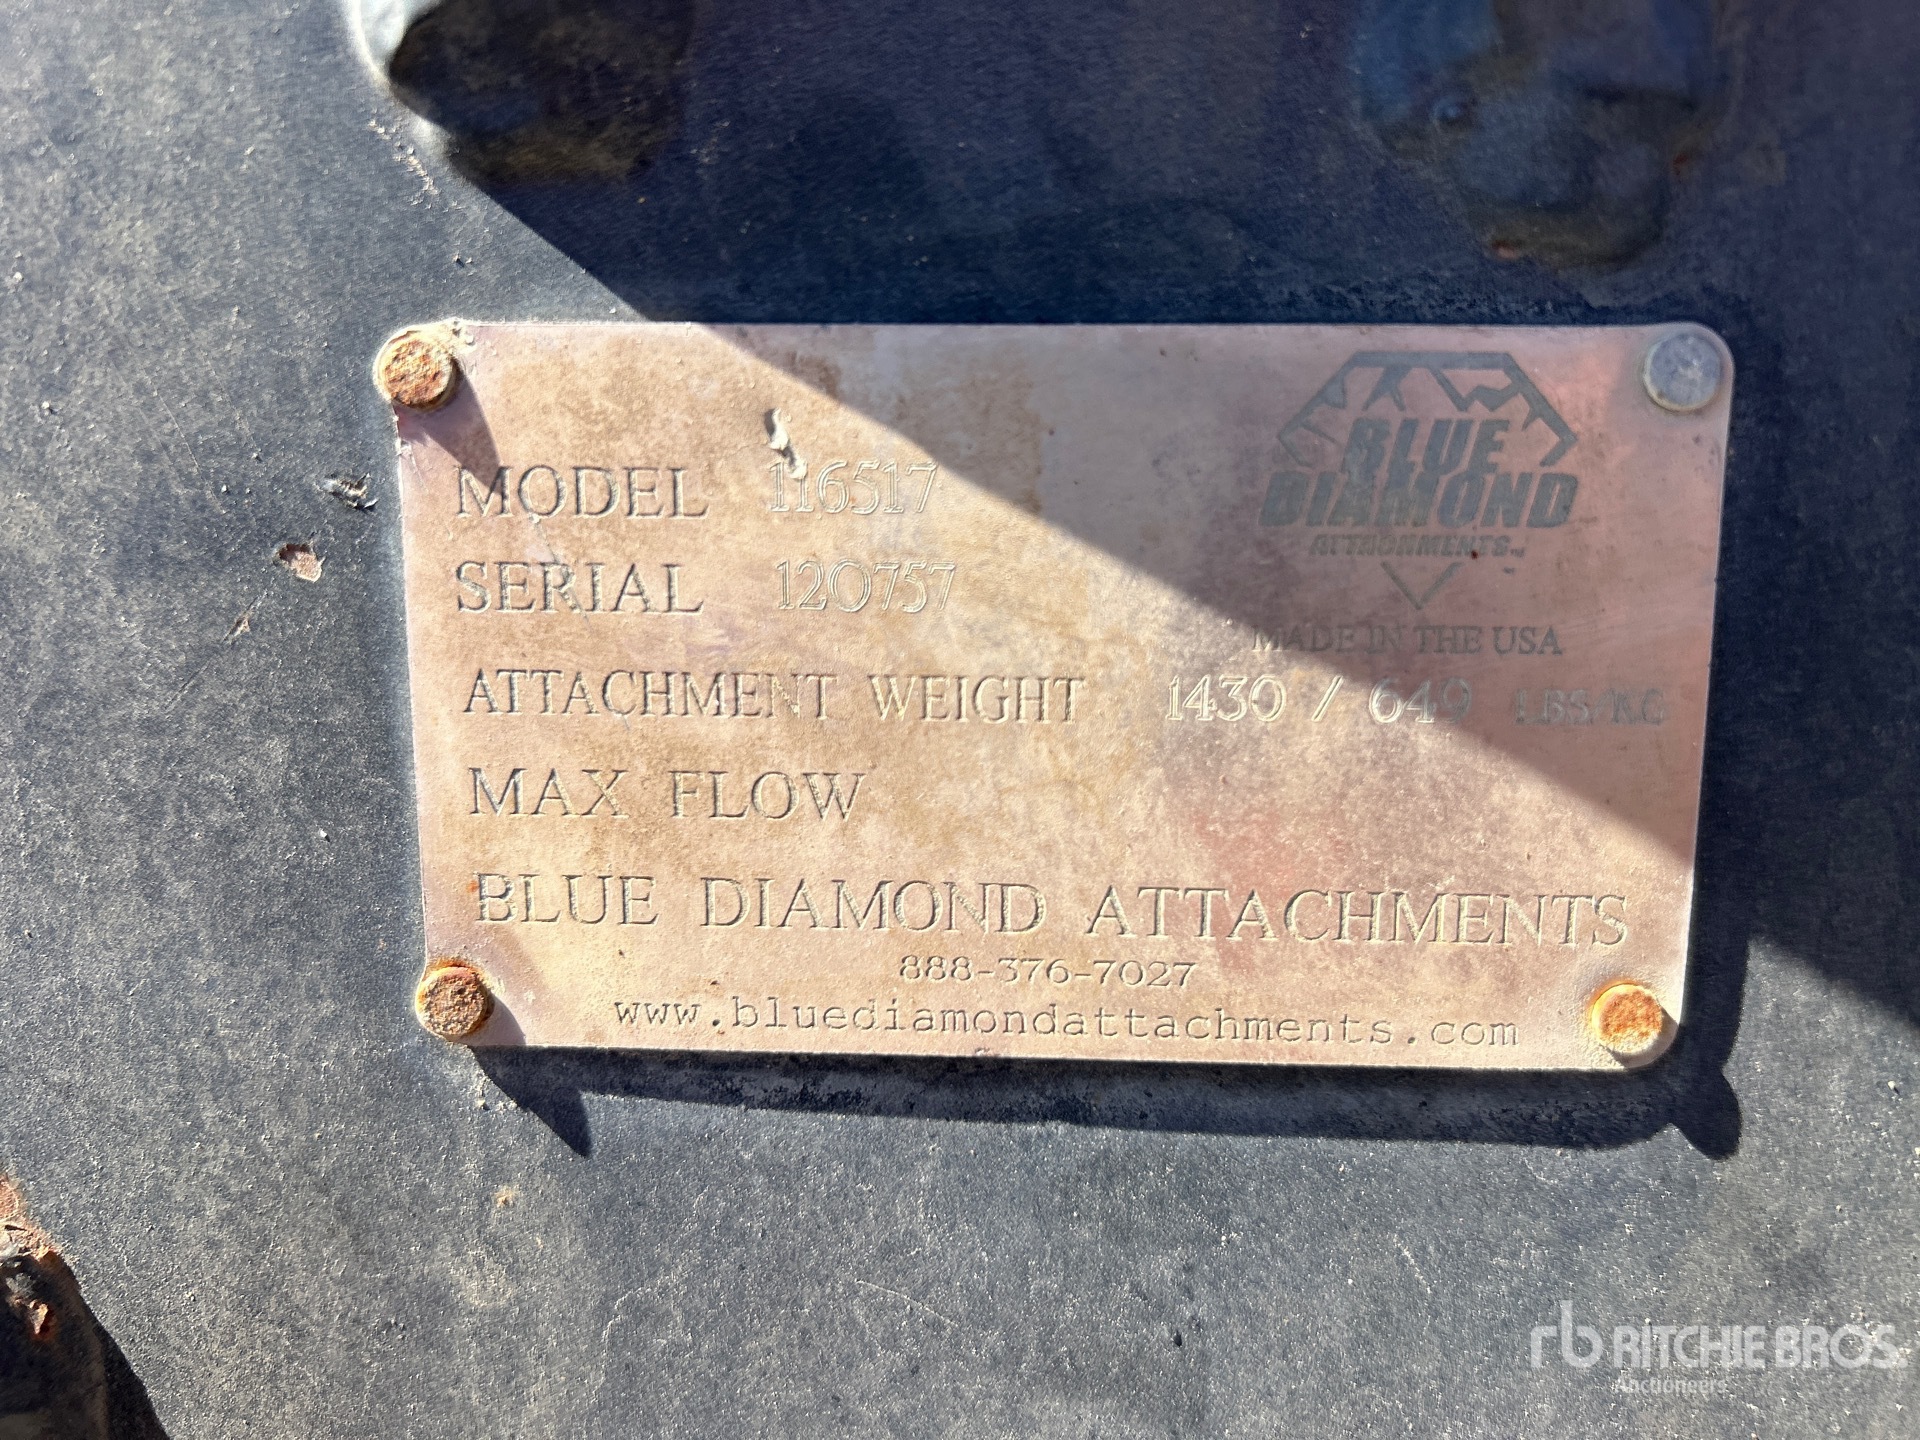 BLUE
DIAMOND
ATTACHMENTS
MADE IN THE USA
MODEL 116517
SERIAL 120757
ATTACHMENT WEIGHT 1430 / 649 LBS/KG
MAX FLOW
BLUE DIAMOND ATTACHMENTS
888-376-7027
www.bluediamondattachments.com
rb RITCHIE BROS.
Auctioneers